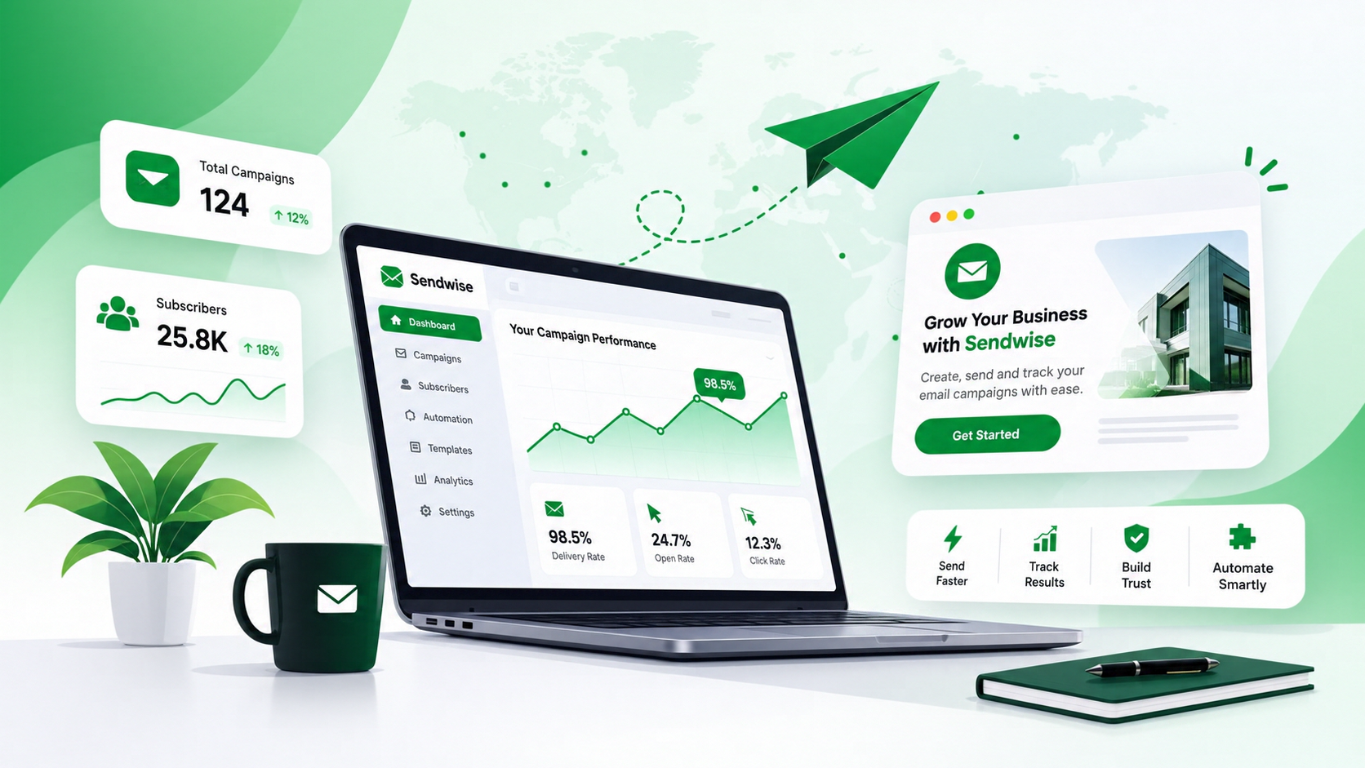 Total Campaigns
124
↑ 12%
Subscribers
25.8K
↑ 18%
Sendwise
Dashboard
Campaigns
Subscribers
Automation
Templates
Analytics
Settings
Your Campaign Performance
98.5%
98.5%
Delivery Rate
24.7%
Open Rate
12.3%
Click Rate
Grow Your Business
with Sendwise
Create, send and track your
email campaigns with ease.
Get Started
Send
Faster
Track
Results
Build
Trust
Automate
Smartly